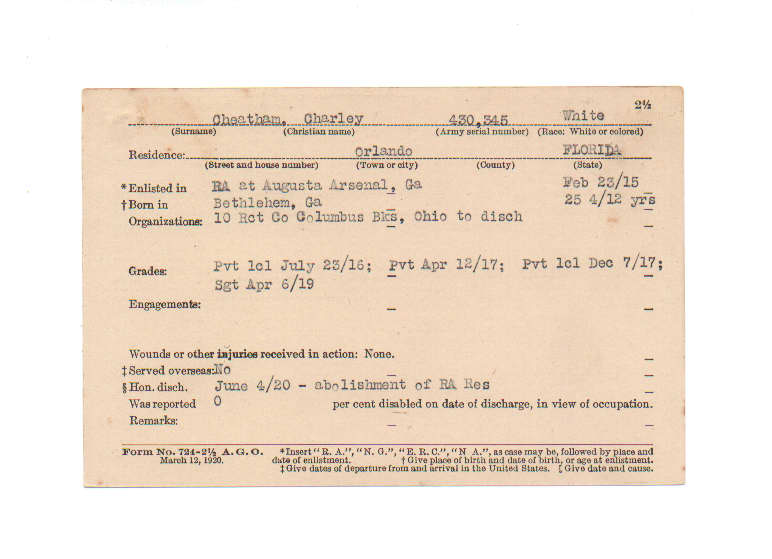 2½
Cheatham, Charley 430,345 White
(Surname) (Christian name) (Army serial number) (Race: White or colored)
Residence: Orlando FLORIDA
(Street and house number) (Town or city) (County) (State)
*Enlisted in RA at Augusta Arsenal, Ga Feb 23/15
†Born in Bethlehem, Ga 25 4/12 yrs
Organizations: 10 Rct Co Columbus Bks, Ohio to disch
Grades: Pvt 1cl July 23/16; Pvt Apr 12/17; Pvt 1cl Dec 7/17;
Sgt Apr 6/19
Engagements:
Wounds or other injuries received in action: None.
‡Served overseas: No
§Hon. disch. June 4/20 - abolishment of RA Res
Was reported 0 per cent disabled on date of discharge, in view of occupation.
Remarks:
Form No. 724-2½ A. G. O. *Insert "R. A.", "N. G.", "E. R. C.", "N A.", as case may be, followed by place and
March 12, 1920. date of enlistment. † Give place of birth and date of birth, or age at enlistment.
‡ Give dates of departure from and arrival in the United States. § Give date and cause.